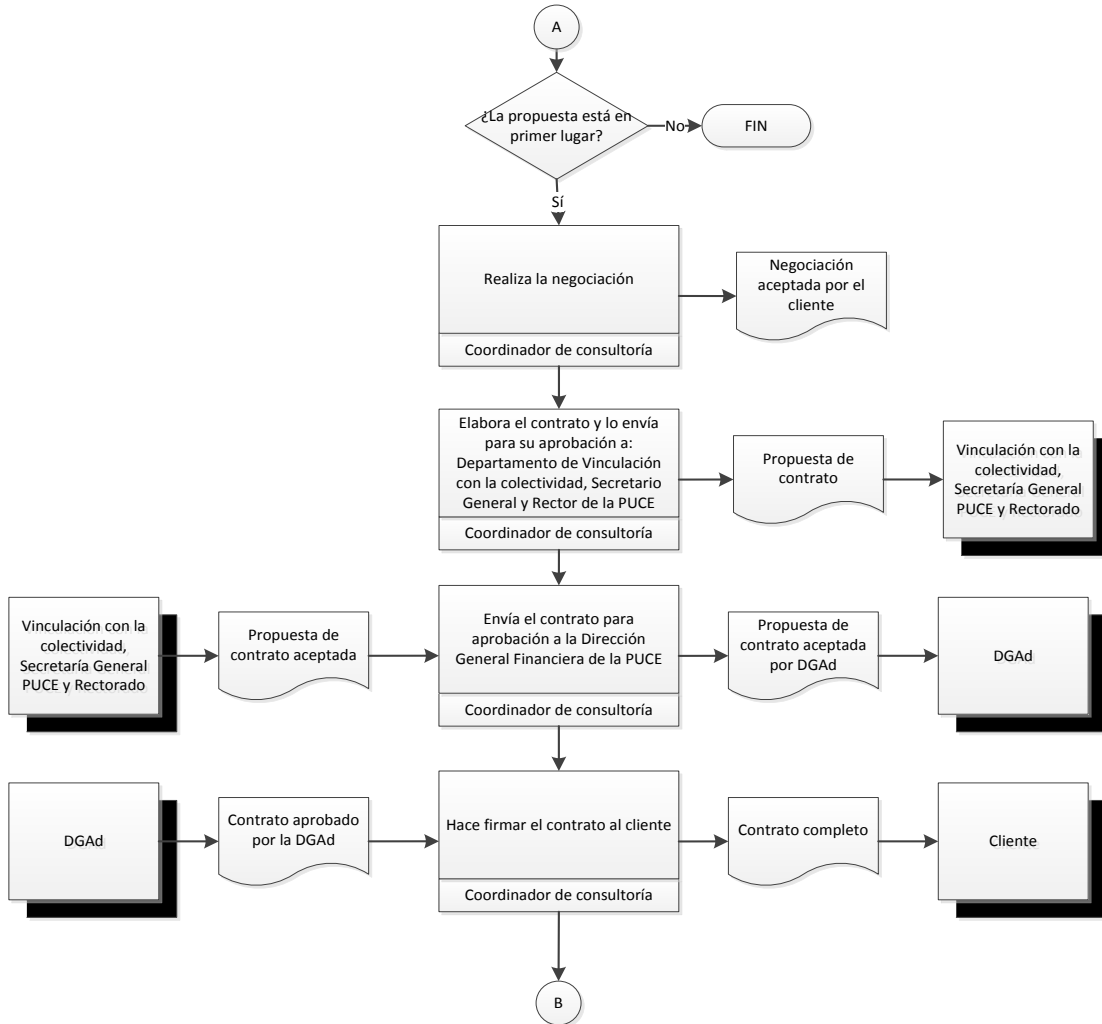 A
¿La propuesta está en
primer lugar?
No
FIN
Sí
Realiza la negociación
Coordinador de consultoría
Negociación
aceptada por el
cliente
Elabora el contrato y lo envía
para su aprobación a:
Departamento de Vinculación
con la colectividad, Secretario
General y Rector de la PUCE
Coordinador de consultoría
Propuesta de
contrato
Vinculación con la
colectividad,
Secretaría General
PUCE y Rectorado
Vinculación con la
colectividad,
Secretaría General
PUCE y Rectorado
Propuesta de
contrato aceptada
Envía el contrato para
aprobación a la Dirección
General Financiera de la PUCE
Coordinador de consultoría
Propuesta de
contrato aceptada
por DGAd
DGAd
DGAd
Contrato aprobado
por la DGAd
Hace firmar el contrato al cliente
Coordinador de consultoría
Contrato completo
Cliente
B